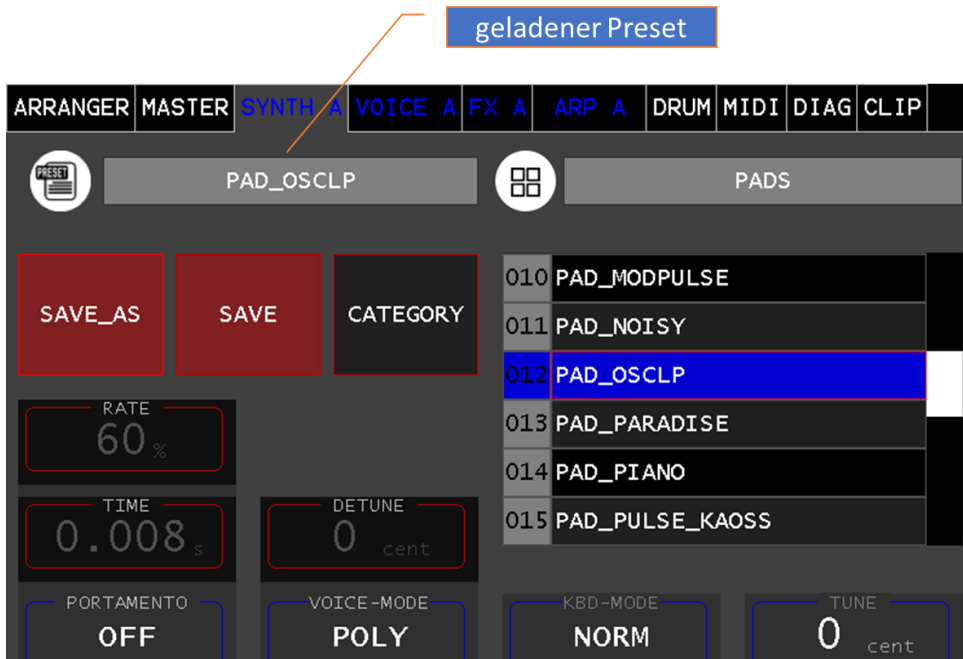 geladener Preset
ARRANGER MASTER SYNTH A VOICE A FX A ARP A DRUM MIDI DIAG CLIP
PRESET PAD_OSCLP PADS
SAVE_AS SAVE CATEGORY
010 PAD_MODPULSE
011 PAD_NOISY
012 PAD_OSCLP
013 PAD_PARADISE
014 PAD_PIANO
015 PAD_PULSE_KAOSS
RATE
60 %
TIME DETUNE
0.008 s 0 cent
PORTAMENTO VOICE-MODE KBD-MODE TUNE
OFF POLY NORM 0 cent